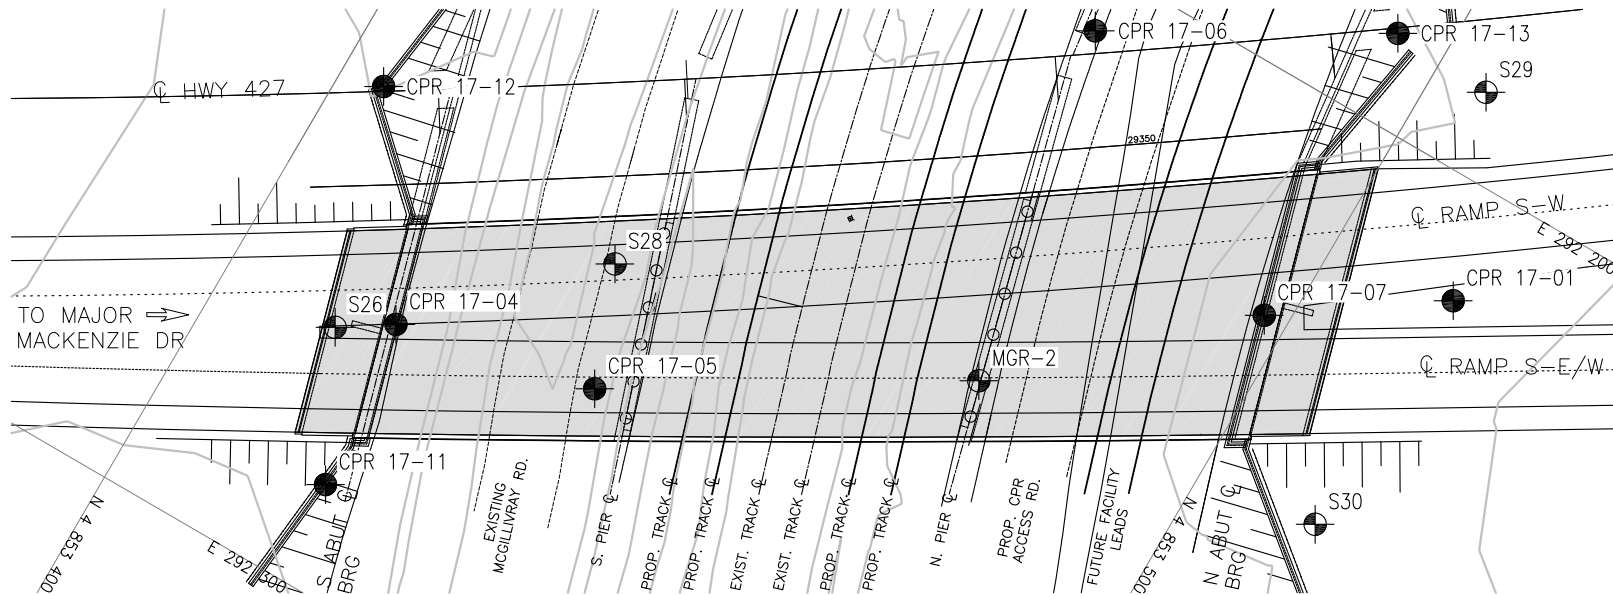 CPR 17-06
CPR 17-13
S29
℄ HWY 427
CPR 17-12
29350
℄ RAMP S-W
E 292 200
S28
CPR 17-01
S26
CPR 17-04
CPR 17-07
TO MAJOR
MACKENZIE DR
CPR 17-05
MGR-2
℄ RAMP S-E/W
CPR 17-11
S30
N 4 853 400
E 292 300
S ABUT ℄
BRG
EXISTING
MCGILLIVRAY RD.
S. PIER ℄
PROP. TRACK ℄
PROP. TRACK ℄
EXIST. TRACK ℄
EXIST. TRACK ℄
PROP. TRACK ℄
PROP. TRACK ℄
N. PIER ℄
PROP. CPR
ACCESS RD.
FUTURE FACILITY
LEADS
N 4 853 500
N ABUT ℄
BRG